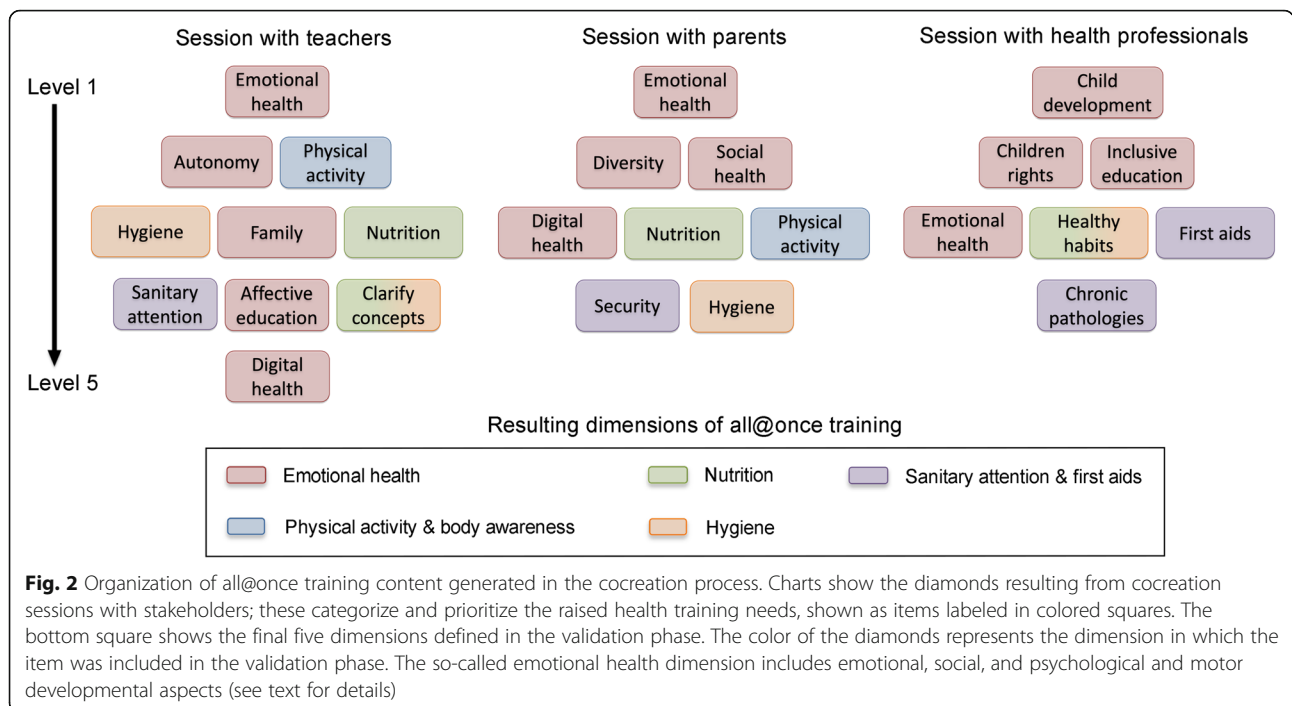 Session with teachers
Session with parents
Session with health professionals
Level 1
Emotional
health
Emotional
health
Child
development
Autonomy
Physical
activity
Diversity
Social
health
Children
rights
Inclusive
education
Hygiene
Family
Nutrition
Digital
health
Nutrition
Physical
activity
Emotional
health
Healthy
habits
First aids
Sanitary
attention
Affective
education
Clarify
concepts
Security
Hygiene
Chronic
pathologies
Level 5
Digital
health
Resulting dimensions of all@once training
Emotional health
Nutrition
Sanitary attention & first aids
Physical activity & body awareness
Hygiene
Fig. 2 Organization of all@once training content generated in the cocreation process. Charts show the diamonds resulting from cocreation
sessions with stakeholders; these categorize and prioritize the raised health training needs, shown as items labeled in colored squares. The
bottom square shows the final five dimensions defined in the validation phase. The color of the diamonds represents the dimension in which the
item was included in the validation phase. The so-called emotional health dimension includes emotional, social, and psychological and motor
developmental aspects (see text for details)